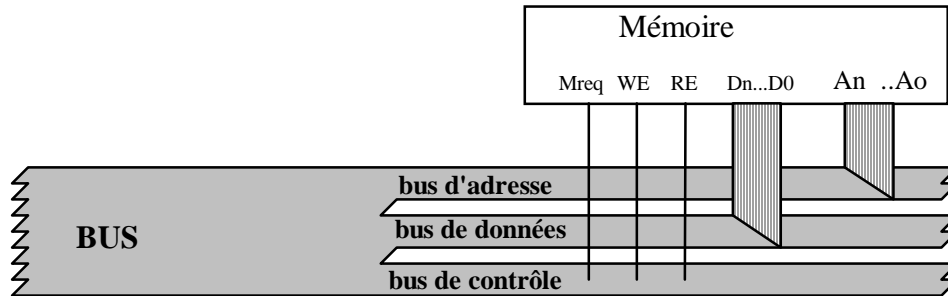 Mémoire
Mreq WE RE Dn...D0 An ..Ao
bus d'adresse
BUS
bus de données
bus de contrôle